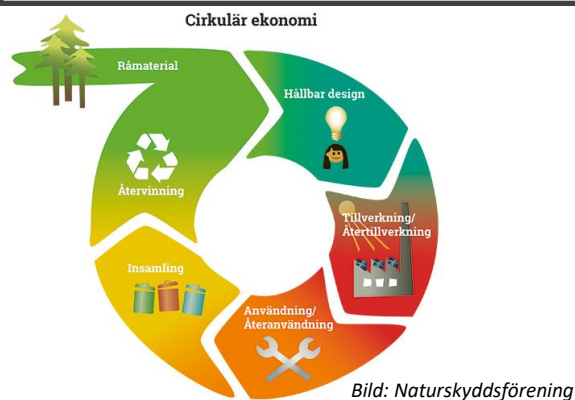 Cirkulär ekonomi
Råmaterial
Hållbar design
Tillverkning/
Återtillverkning
Användning/
Återanvändning
Insamling
Återvinning
Bild: Naturskyddsförening